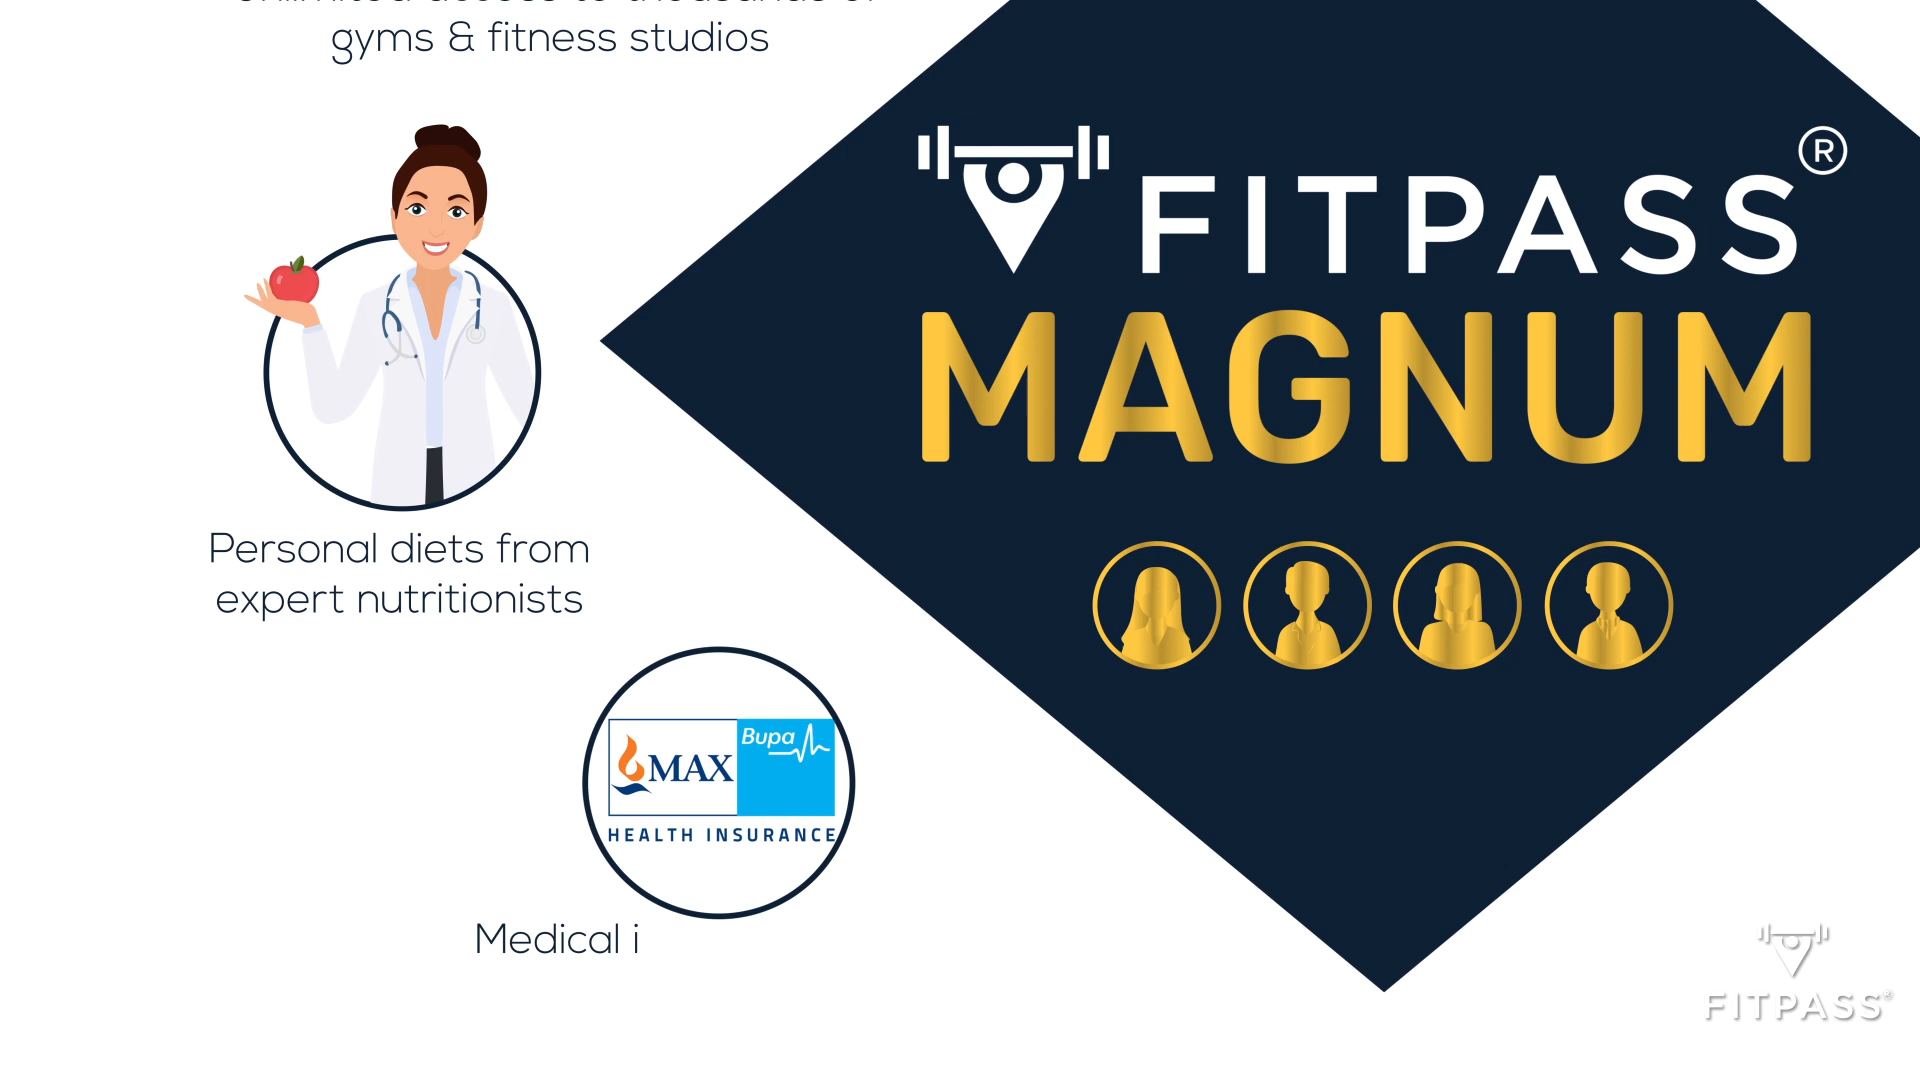 gyms & fitness studios
FITPASS®
MAGNUM
Personal diets from
expert nutritionists
MAX
Bupa
HEALTH INSURANCE
Medical i
FITPASS®